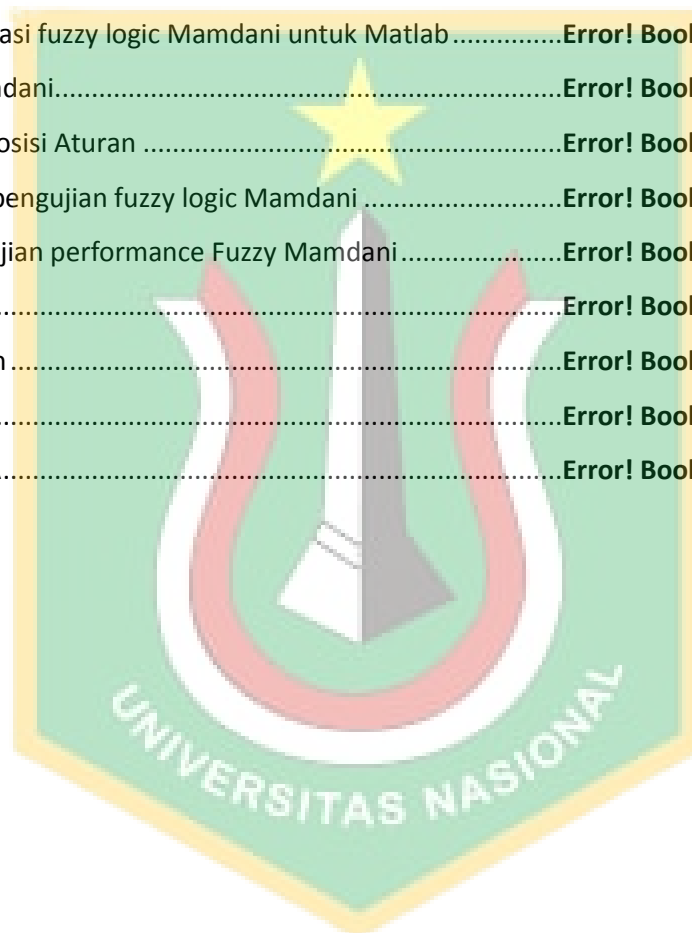 asi fuzzy logic Mamdani untuk Matlab...............Error! Bool
dani...............Error! Bool
osisi Aturan ...............Error! Bool
pengujian fuzzy logic Mamdani ...............Error! Bool
jian performance Fuzzy Mamdani...............Error! Bool
...............Error! Bool
n ...............Error! Bool
...............Error! Bool
...............Error! Bool
UNIVERSITAS NASIONAL